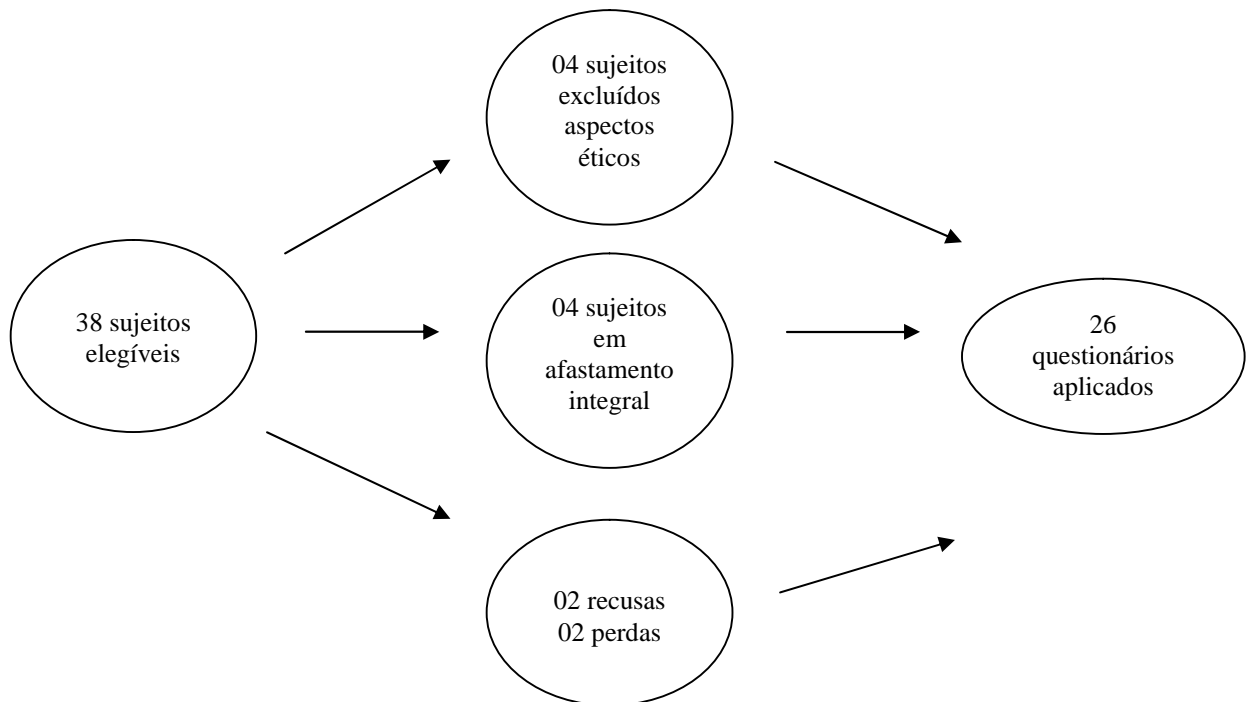 04 sujeitos
excluídos
aspectos
éticos
38 sujeitos
elegíveis
04 sujeitos
em
afastamento
integral
26
questionários
aplicados
02 recusas
02 perdas